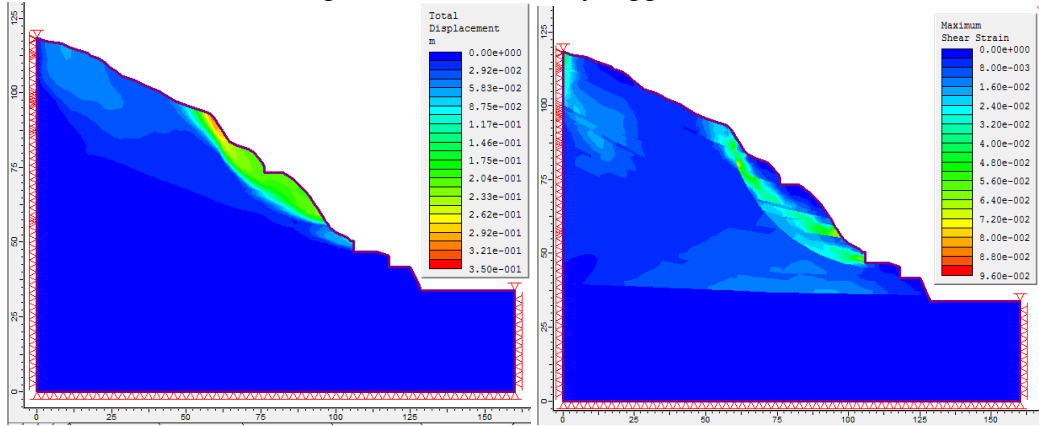 Total
Displacement
m
0.00e+000
2.92e-002
5.83e-002
8.75e-002
1.17e-001
1.46e-001
1.75e-001
2.04e-001
2.33e-001
2.62e-001
2.92e-001
3.21e-001
3.50e-001
125
100
75
50
25
0
0
25
50
75
100
125
150
Maximum
Shear Strain
0.00e+000
8.00e-003
1.60e-002
2.40e-002
3.20e-002
4.00e-002
4.80e-002
5.60e-002
6.40e-002
7.20e-002
8.00e-002
8.80e-002
9.60e-002
125
100
75
50
25
0
0
25
50
75
100
125
150